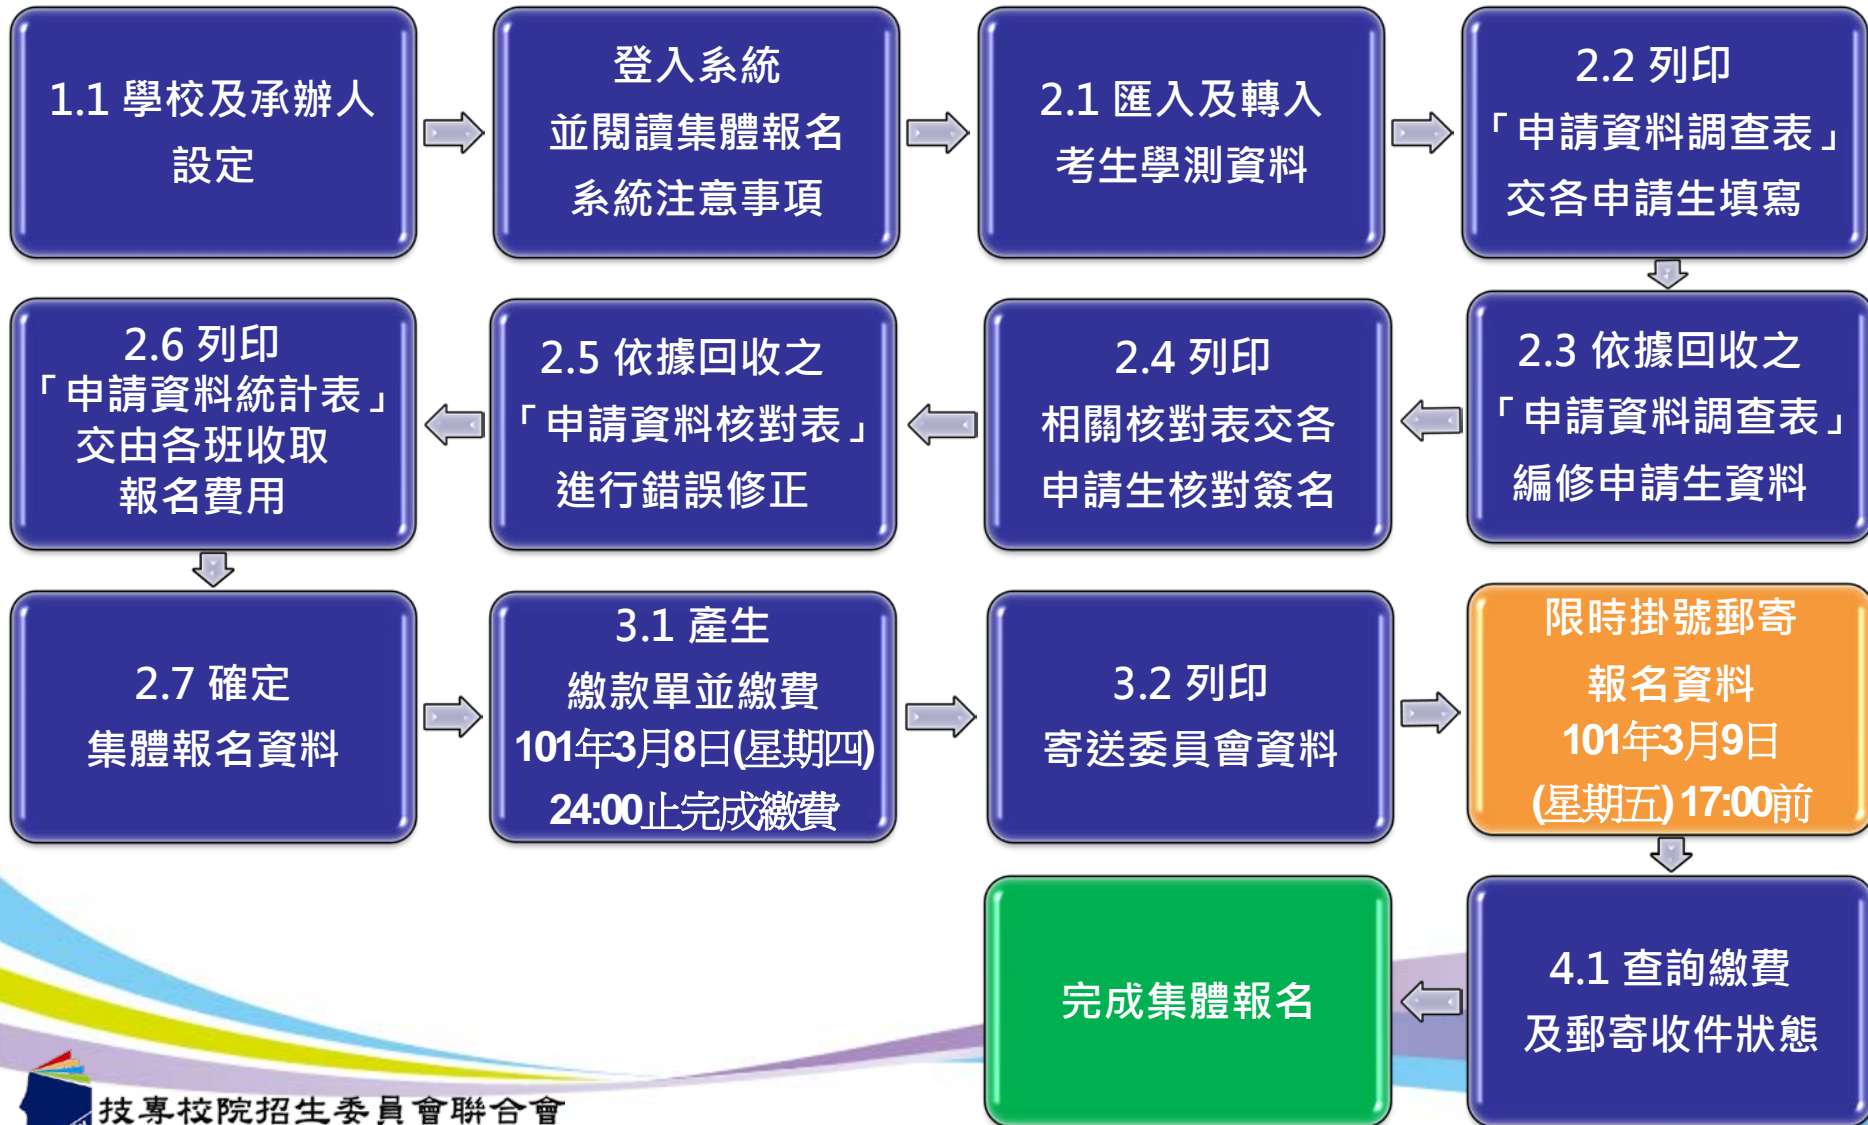 1.1 學校及承辦人
設定
登入系統
並閱讀集體報名
系統注意事項
2.1 匯入及轉入
考生學測資料
2.2 列印
「申請資料調查表」
交各申請生填寫
2.3 依據回收之
「申請資料調查表」
編修申請生資料
2.4 列印
相關核對表交各
申請生核對簽名
2.5 依據回收之
「申請資料核對表」
進行錯誤修正
2.6 列印
「申請資料統計表」
交由各班收取
報名費用
2.7 確定
集體報名資料
3.1 產生
繳款單並繳費
101年3月8日(星期四)
24:00止完成繳費
3.2 列印
寄送委員會資料
限時掛號郵寄
報名資料
101年3月9日
(星期五) 17:00前
4.1 查詢繳費
及郵寄收件狀態
完成集體報名
技專校院招生委員會聯合會